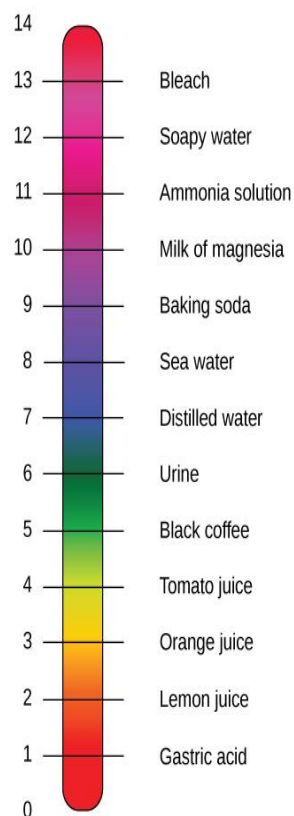 14
13 Bleach
12 Soapy water
11 Ammonia solution
10 Milk of magnesia
9 Baking soda
8 Sea water
7 Distilled water
6 Urine
5 Black coffee
4 Tomato juice
3 Orange juice
2 Lemon juice
1 Gastric acid
0